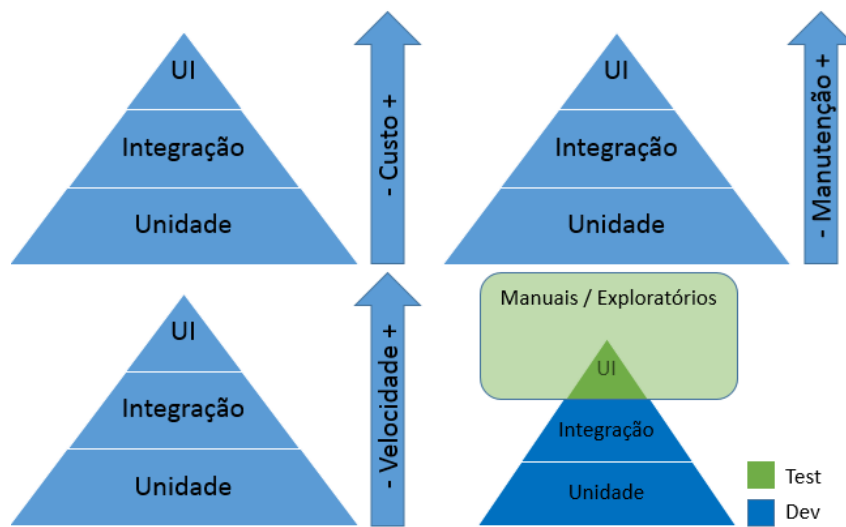 UI
Integração
Unidade
- Custo +
UI
Integração
Unidade
- Manutenção +
UI
Integração
Unidade
- Velocidade +
Manuais / Exploratórios
UI
Integração
Unidade
Test
Dev